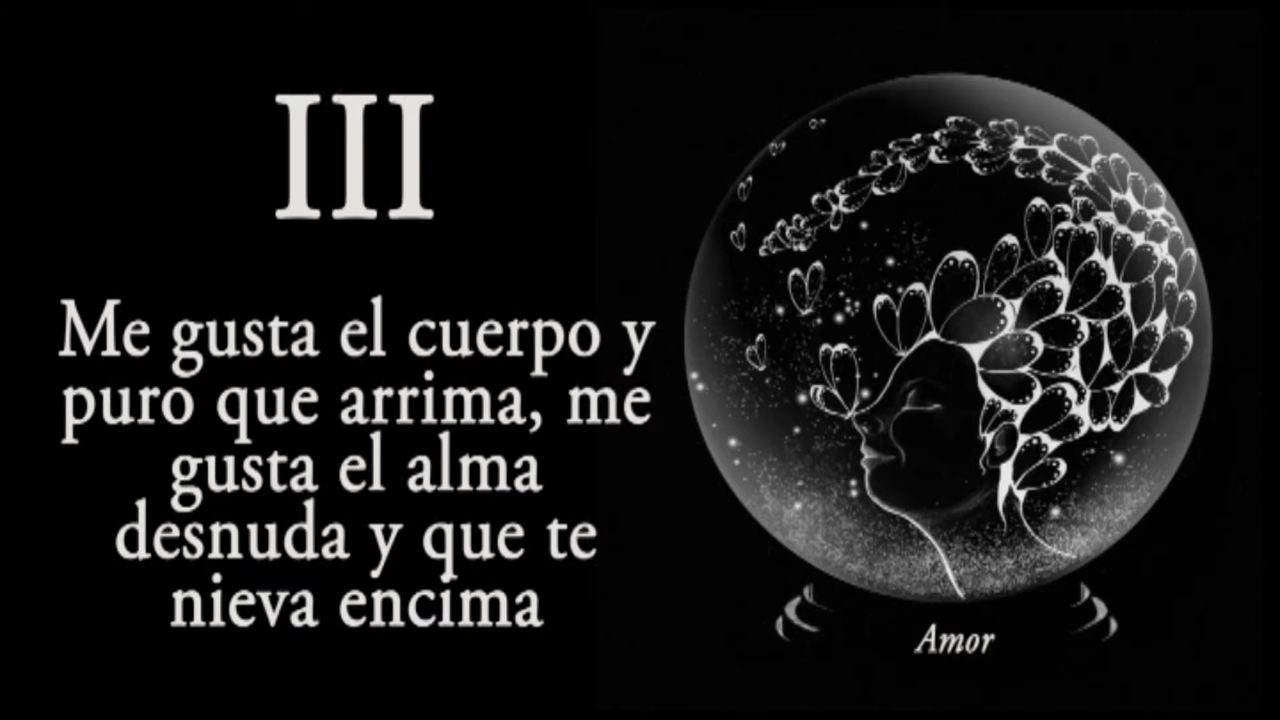 III
Me gusta el cuerpo y
puro que arrima, me
gusta el alma
desnuda y que te
nieva encima
Amor